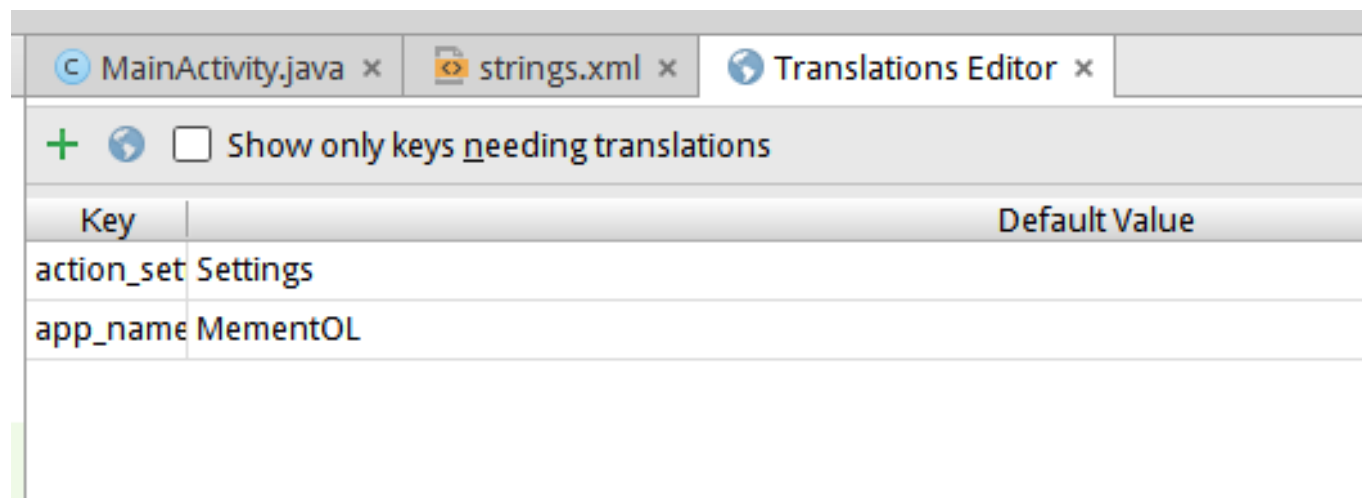 MainActivity.java × strings.xml × Translations Editor ×
+ Show only keys needing translations
Key Default Value
action_set Settings
app_name MementOL